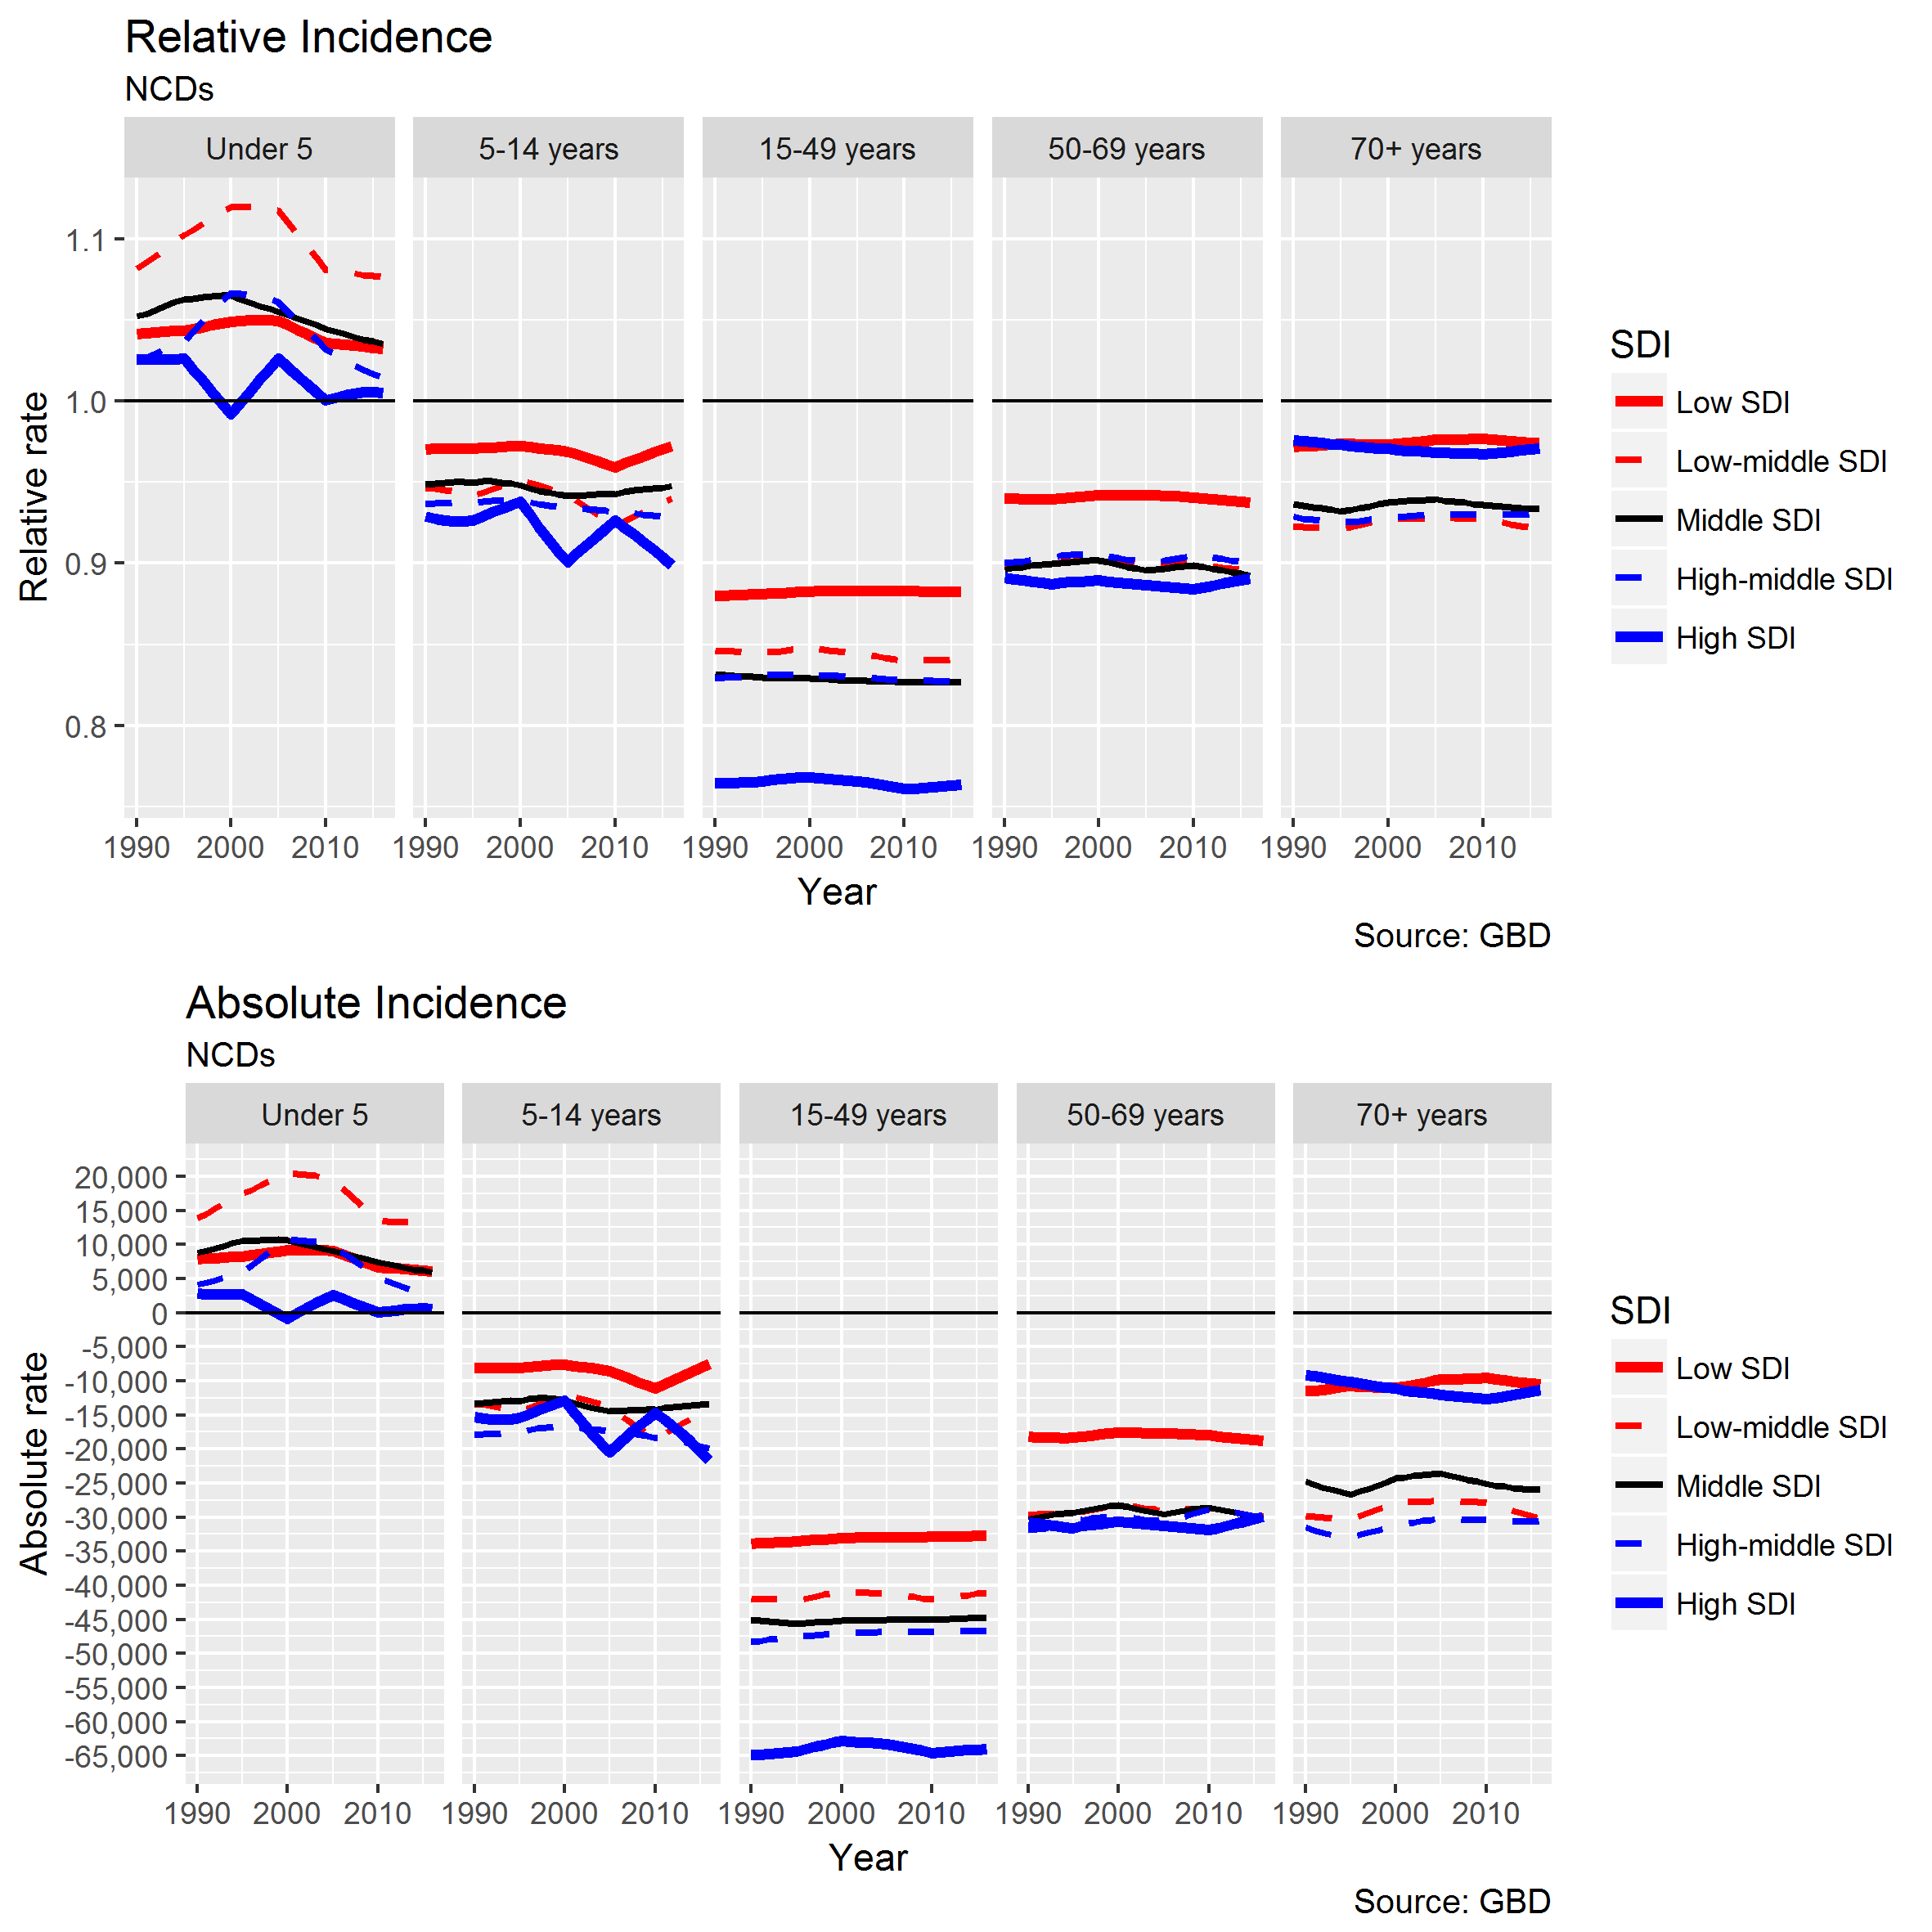 Relative Incidence
NCDs
Under 5
5-14 years
15-49 years
50-69 years
70+ years
1.1
1.0
0.9
0.8
Relative rate
1990 2000 2010
1990 2000 2010
1990 2000 2010
1990 2000 2010
1990 2000 2010
Year
Source: GBD
SDI
Low SDI
Low-middle SDI
Middle SDI
High-middle SDI
High SDI
Absolute Incidence
NCDs
Under 5
5-14 years
15-49 years
50-69 years
70+ years
20,000
15,000
10,000
5,000
0
-5,000
-10,000
-15,000
-20,000
-25,000
-30,000
-35,000
-40,000
-45,000
-50,000
-55,000
-60,000
-65,000
Absolute rate
1990 2000 2010
1990 2000 2010
1990 2000 2010
1990 2000 2010
1990 2000 2010
Year
Source: GBD
SDI
Low SDI
Low-middle SDI
Middle SDI
High-middle SDI
High SDI